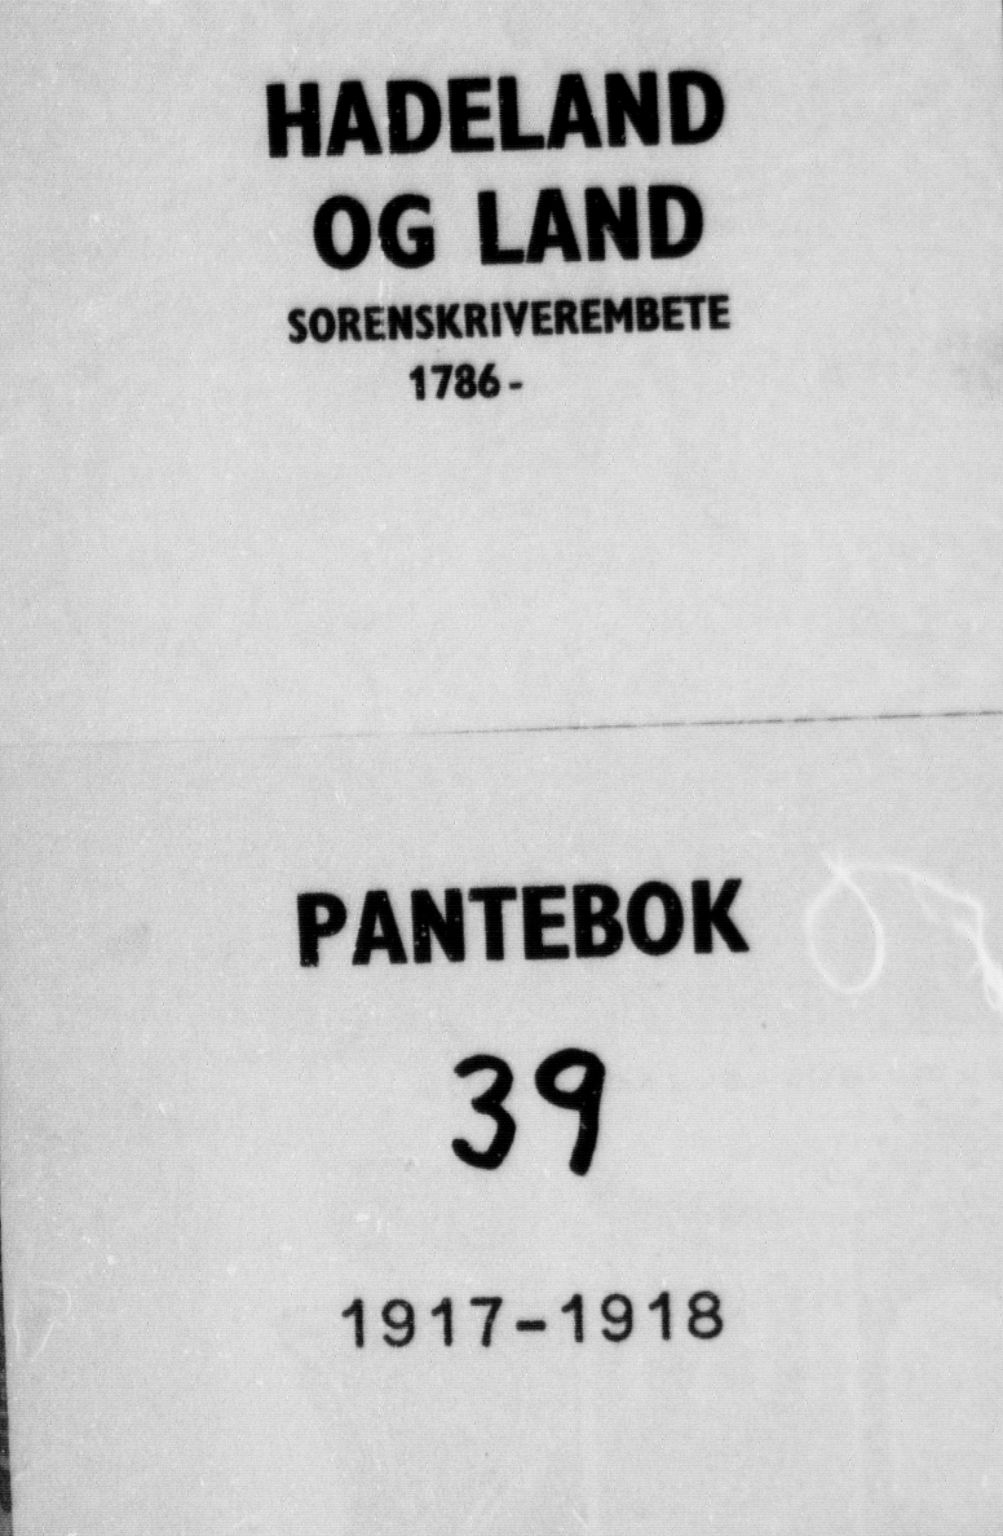 HADELAND
OG LAND
SORENSKRIVEREMBETE
1786-
PANTEBOK
39
1917-1918